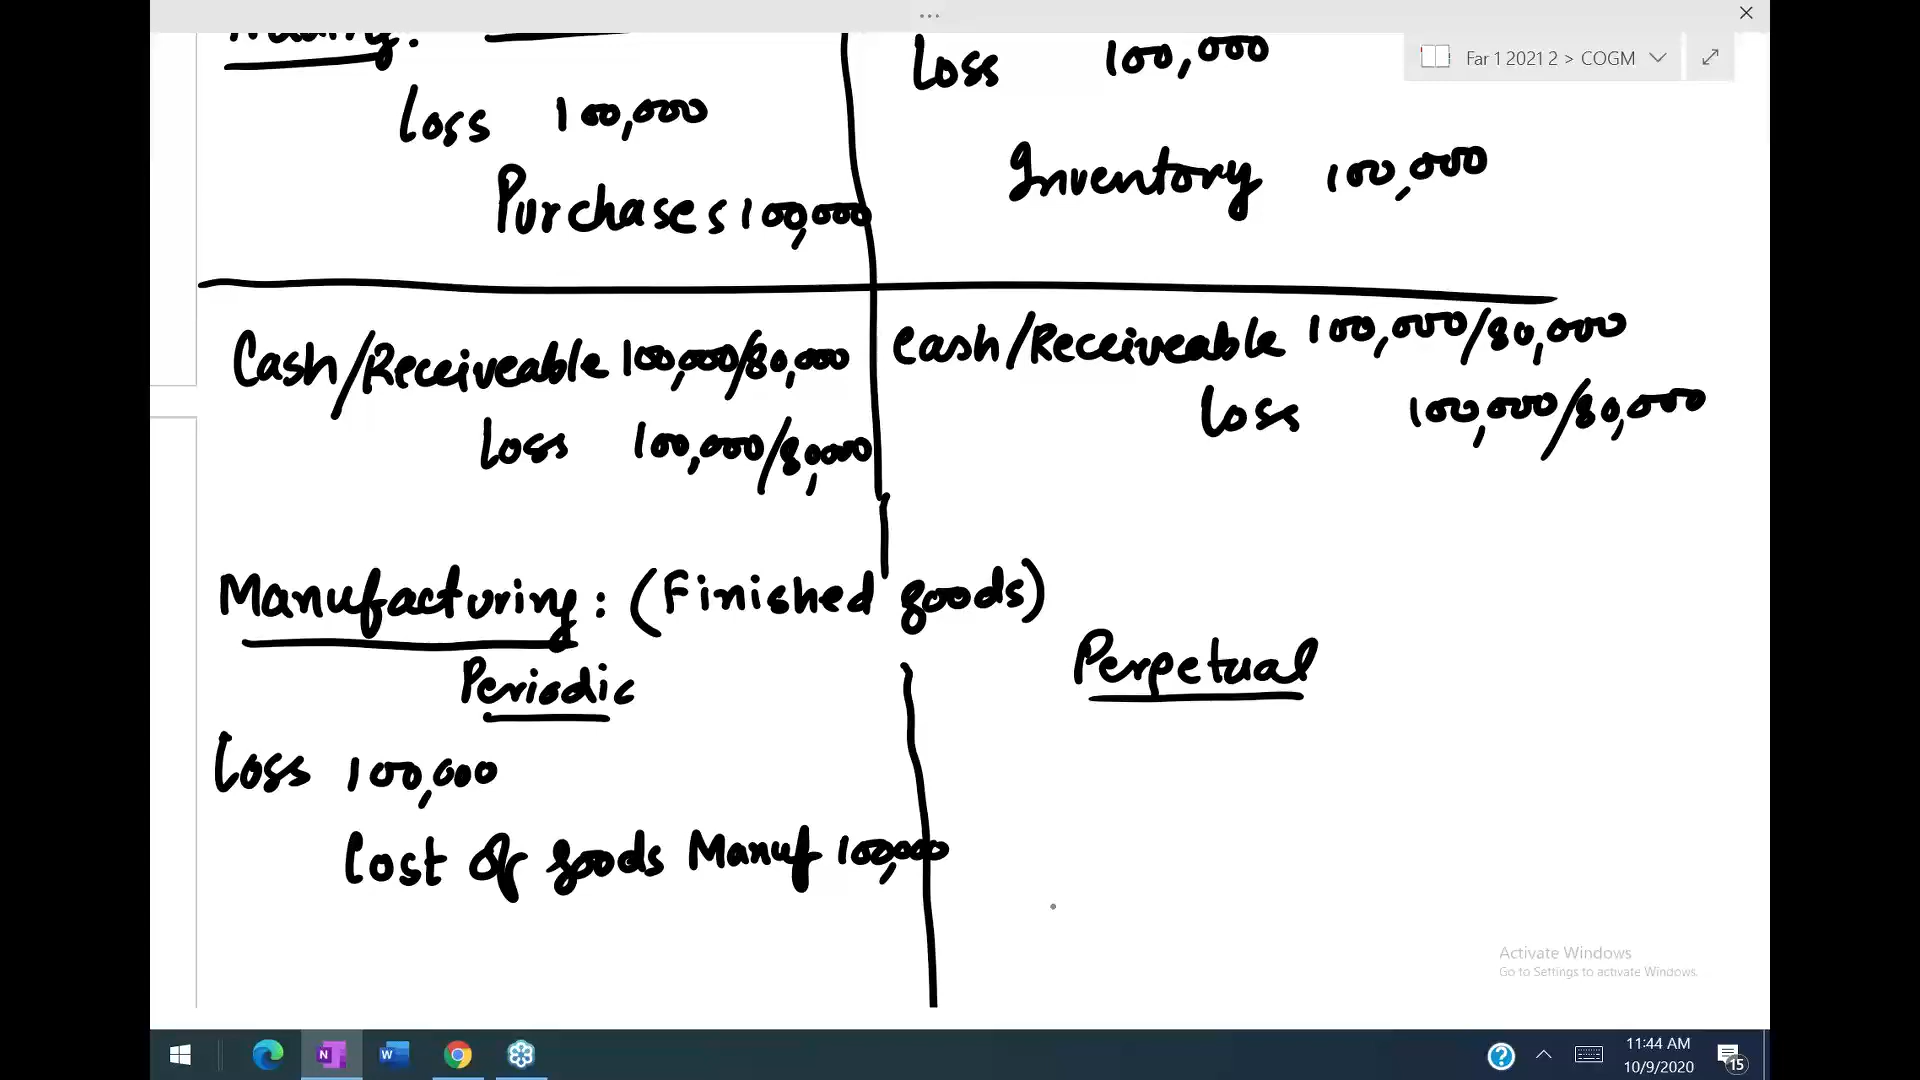 ...
Far 1 2021 2 > COGM
Trading:
Loss 100,000
Purchases 100,000
Loss 100,000
Inventory 100,000
Cash/Receiveable 100,000/80,000
Loss 100,000/80,000
Cash/Receiveable 100,000/80,000
Loss 100,000/80,000
Manufacturing: (Finished goods)
Periodic
Loss 100,000
Cost of goods Manuf 100,000
Perpetual
Activate Windows
Go to Settings to activate Windows.
11:44 AM
10/9/2020
15